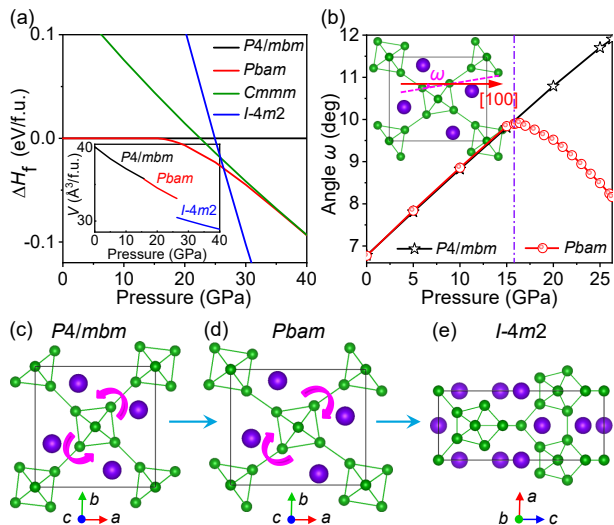 (a)
0.1
0.0
-0.1
ΔHf (eV/f.u.)
P4/mbm
Pbam
Cmmm
I-4m2
V (Å³/f.u.)
40
35
30
P4/mbm
Pbam
I-4m2
0 10 20 30 40
Pressure (GPa)
0 10 20 30 40
Pressure (GPa)
(b)
12
11
10
9
8
7
Angle ω (deg)
ω
[100]
P4/mbm
Pbam
0 5 10 15 20 25
Pressure (GPa)
(c) P4/mbm
b
c a
(d) Pbam
b
c a
(e) I-4m2
a
b c